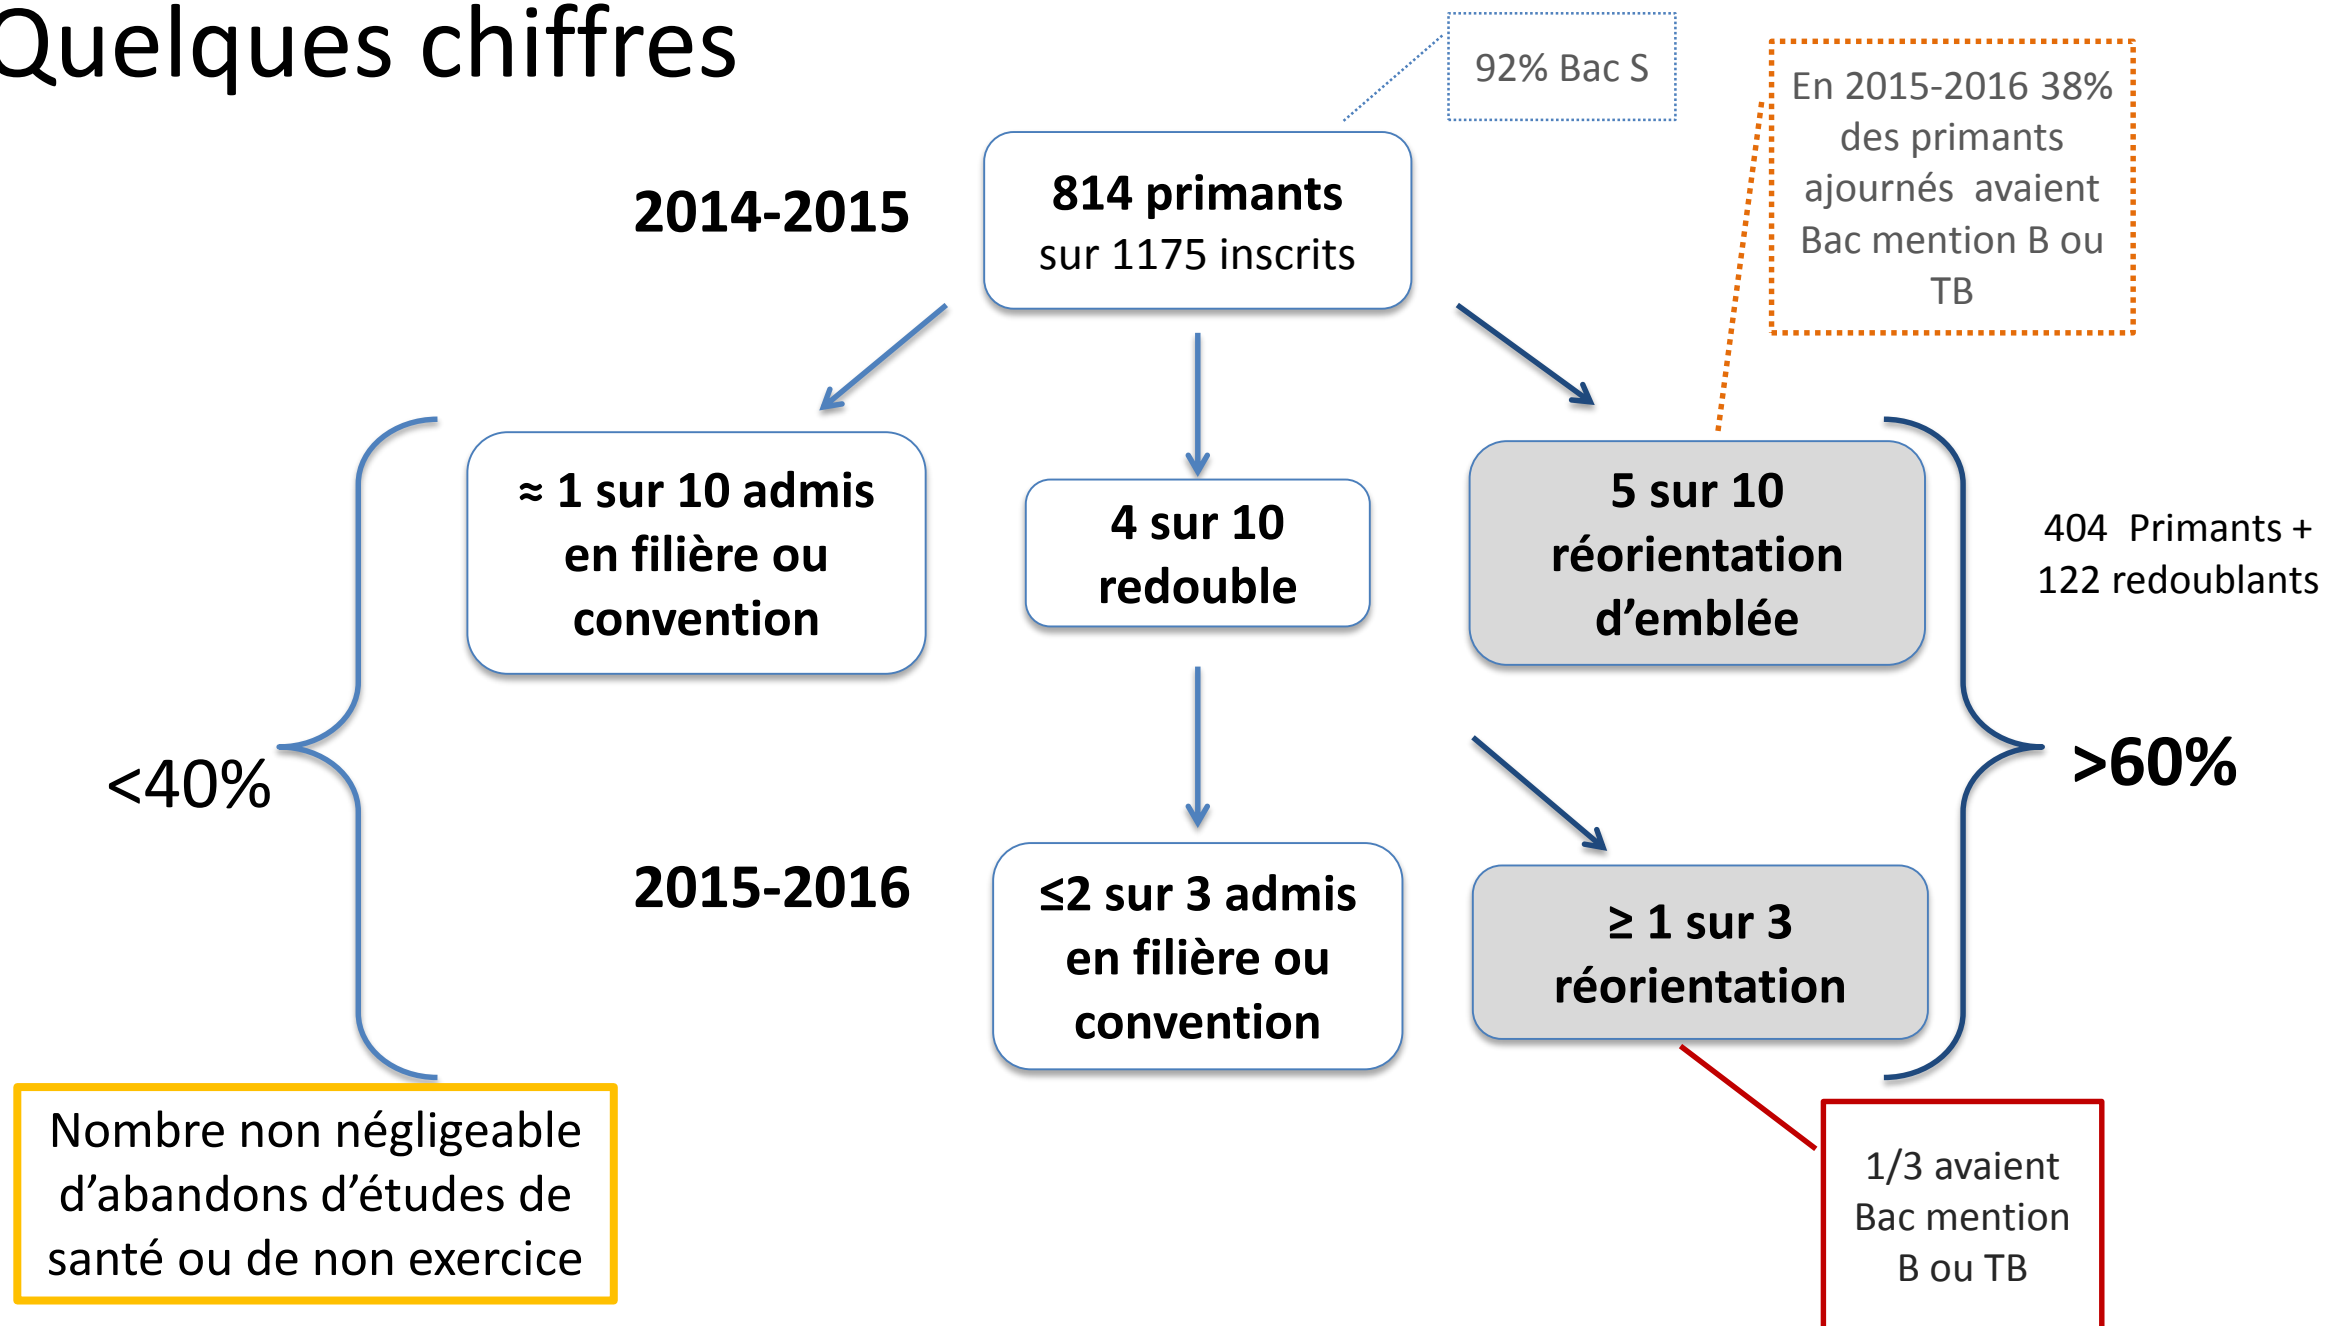 Quelques chiffres
92% Bac S
En 2015-2016 38%
des primants
ajournés avaient
Bac mention B ou
TB
2014-2015
814 primants
sur 1175 inscrits
≈ 1 sur 10 admis
en filière ou
convention
4 sur 10
redouble
5 sur 10
réorientation
d’emblée
404 Primants +
122 redoublants
<40%
>60%
2015-2016
≤2 sur 3 admis
en filière ou
convention
≥ 1 sur 3
réorientation
Nombre non négligeable
d’abandons d’études de
santé ou de non exercice
1/3 avaient
Bac mention
B ou TB